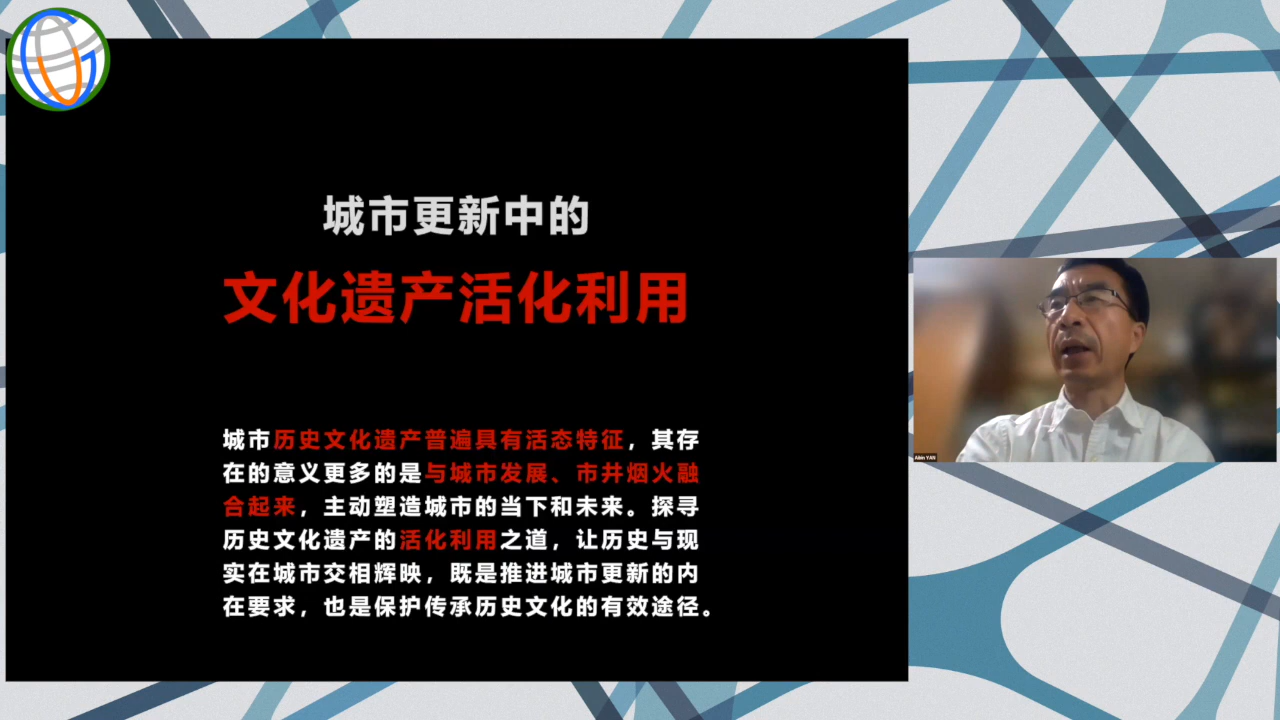 城市更新中的
文化遗产活化利用
城市历史文化遗产普遍具有活态特征，其存
在的意义更多的是与城市发展、市井烟火融
合起来，主动塑造城市的当下和未来。探寻
历史文化遗产的活化利用之道，让历史与现
实在城市交相辉映，既是推进城市更新的内
在要求，也是保护传承历史文化的有效途径。
Albin YAN